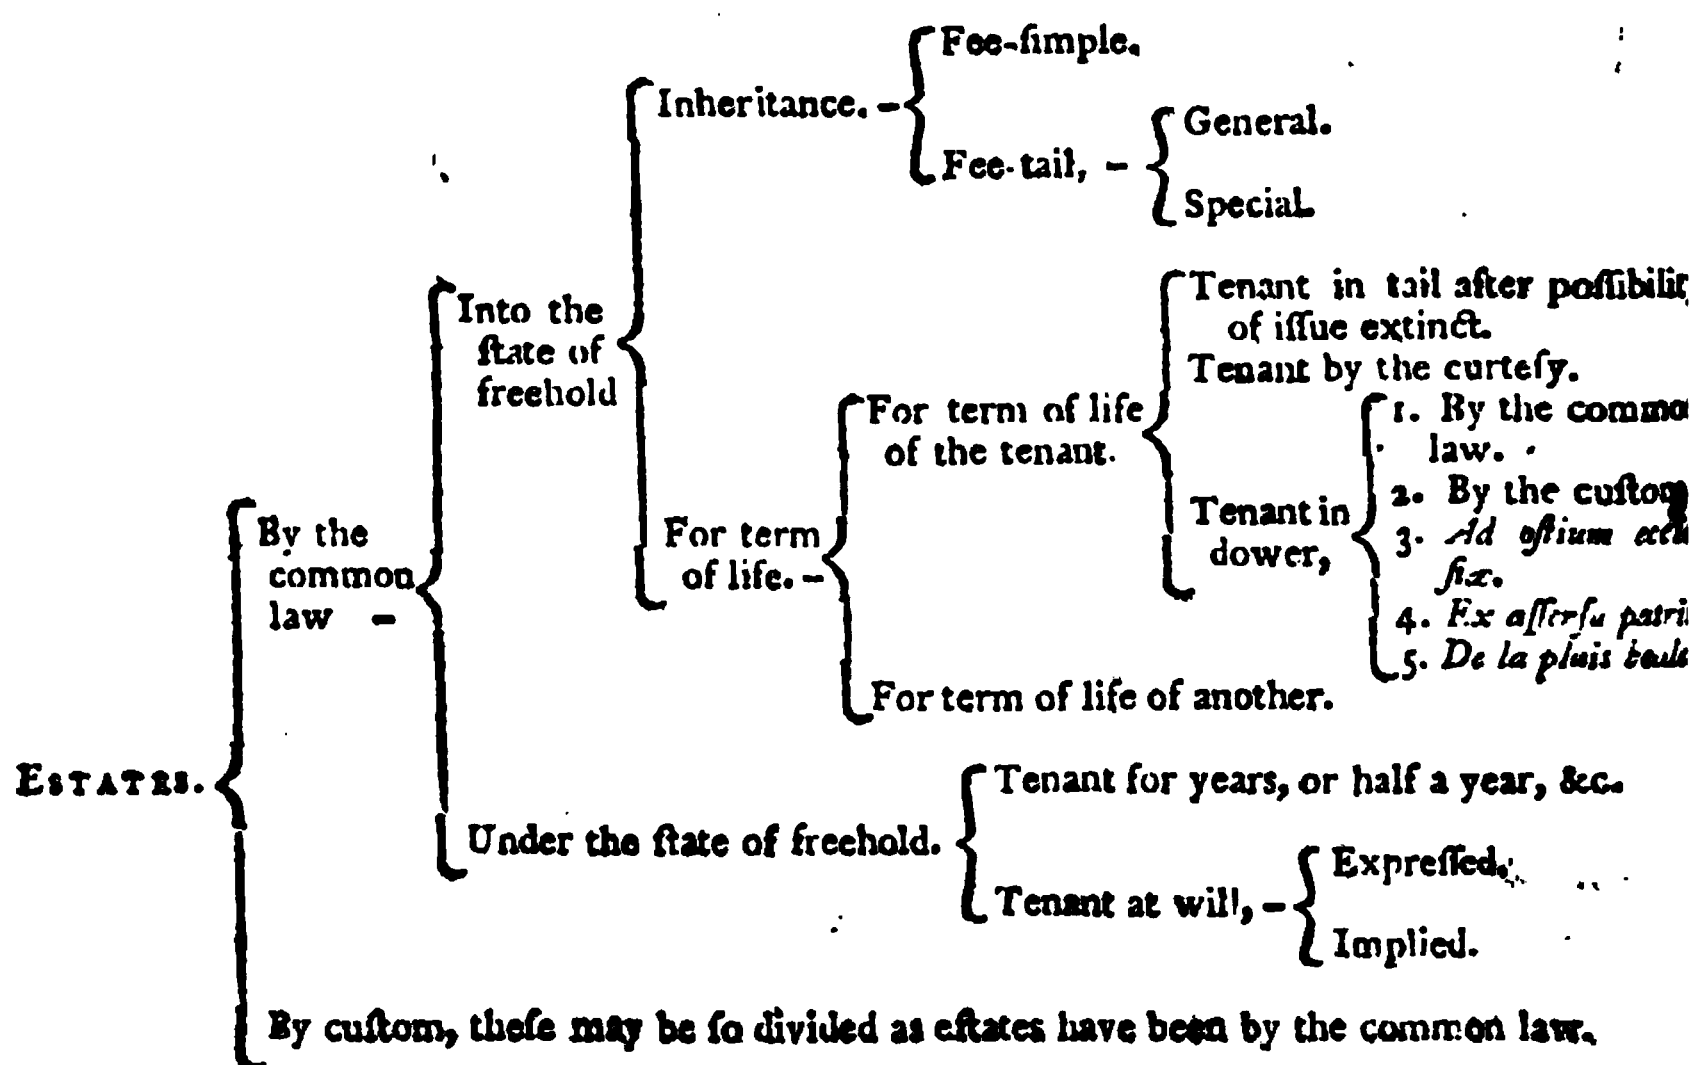 Fee-ſimple.
Inheritance. –
General.
Fee-tail, –
Special.
Into the
ſtate of
freehold
Tenant in tail after poſſibilit
of iſſue extinct.
Tenant by the curteſy.
For term of life
of the tenant.
1. By the commo
law.
Tenant in
dower,
2. By the cuſtom
3. Ad oſtium eccle
ſiæ.
4. Ex aſſenſu patri
5. De la pluis
For term
of life. –
For term of life of another.
By the
common
law –
ESTATES.
Tenant for years, or half a year, &c.
Under the ſtate of freehold.
Expreſſed.
Tenant at will, –
Implied.
By cuſtom, theſe may be ſo divided as eſtates have been by the common law.